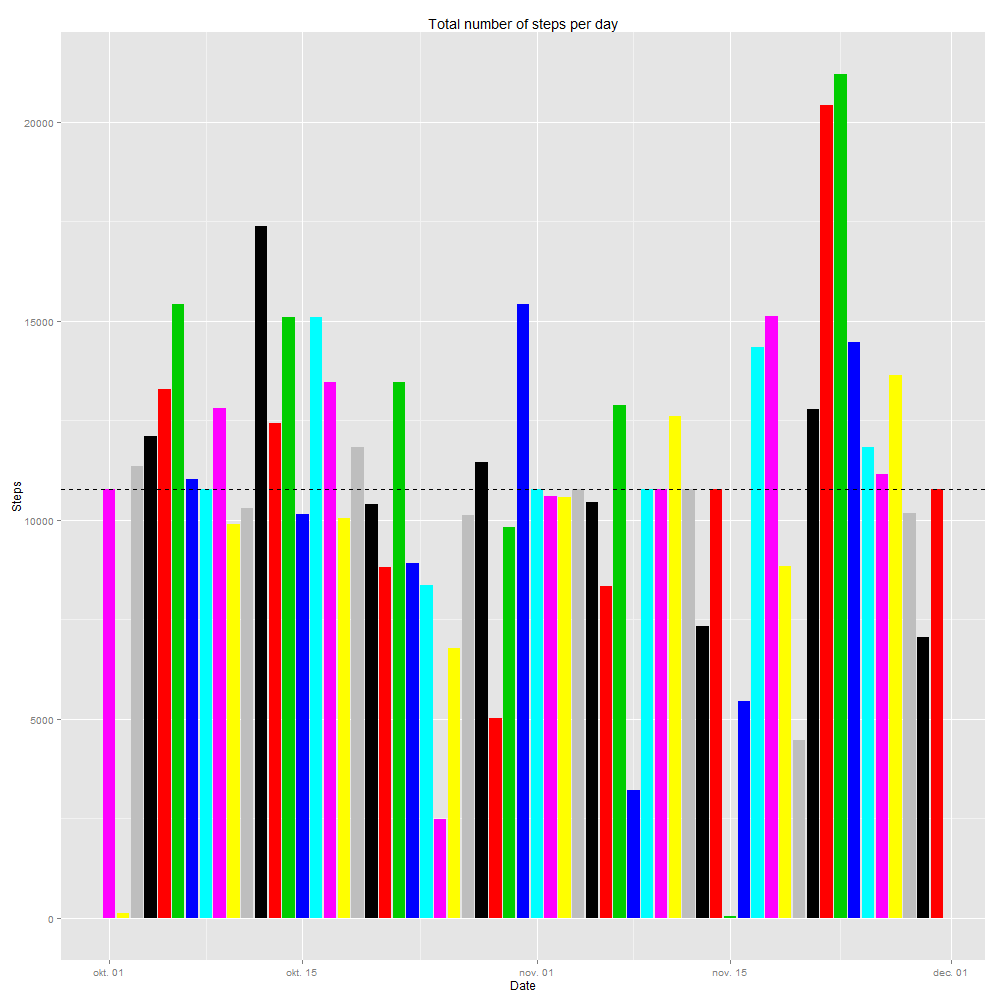 Total number of steps per day
20000
15000
10000
5000
0
Steps
okt. 01
okt. 15
nov. 01
nov. 15
dec. 01
Date